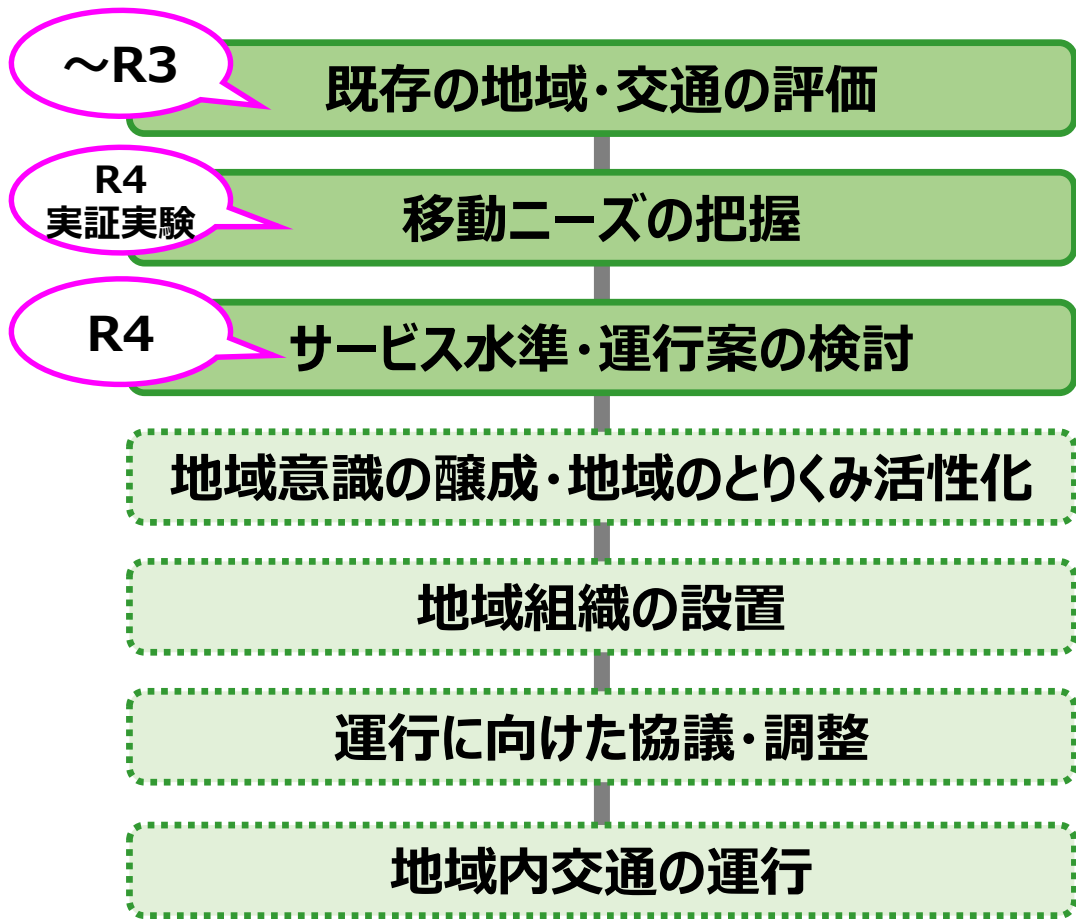 ～R3
既存の地域・交通の評価
R4
実証実験
移動ニーズの把握
R4
サービス水準・運行案の検討
地域意識の醸成・地域のとりくみ活性化
地域組織の設置
運行に向けた協議・調整
地域内交通の運行